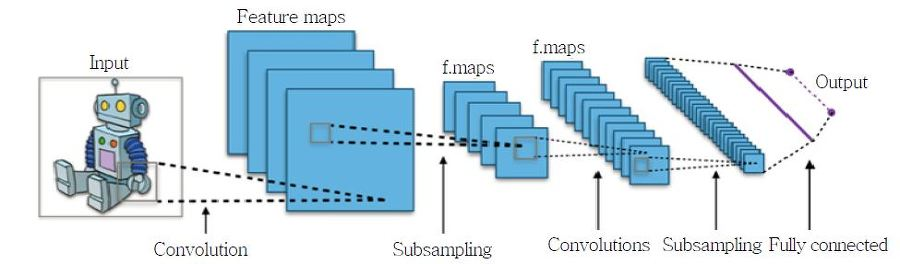 Feature maps
Input
f.maps
f.maps
Output
Convolution
Subsampling
Convolutions
Subsampling
Fully connected